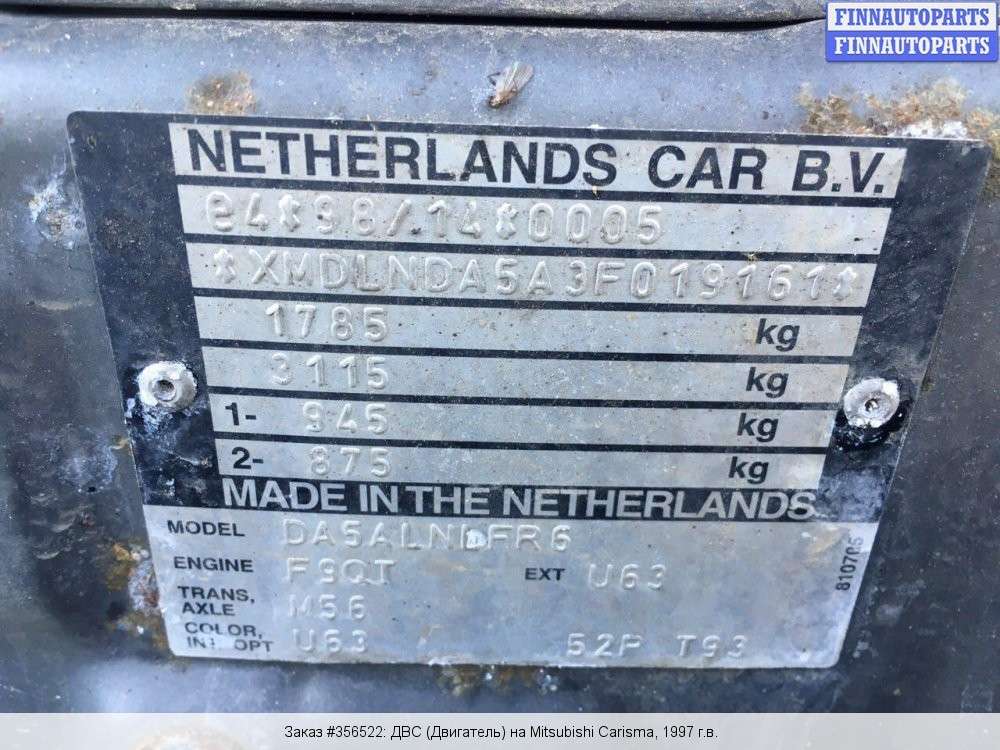 FINNAUTOPARTS
FINNAUTOPARTS
NETHERLANDS CAR B.V.
e4*98/14*0005
*XMDLNDA5A3F019161*
1785 kg
3115 kg
1- 945 kg
2- 875 kg
MADE IN THE NETHERLANDS
MODEL DA5ALNLFR6
ENGINE F9QT EXT U63
TRANS, AXLE M56
COLOR, INT OPT U63 52P T93
810705
Заказ #356522: ДВС (Двигатель) на Mitsubishi Carisma, 1997 г.в.